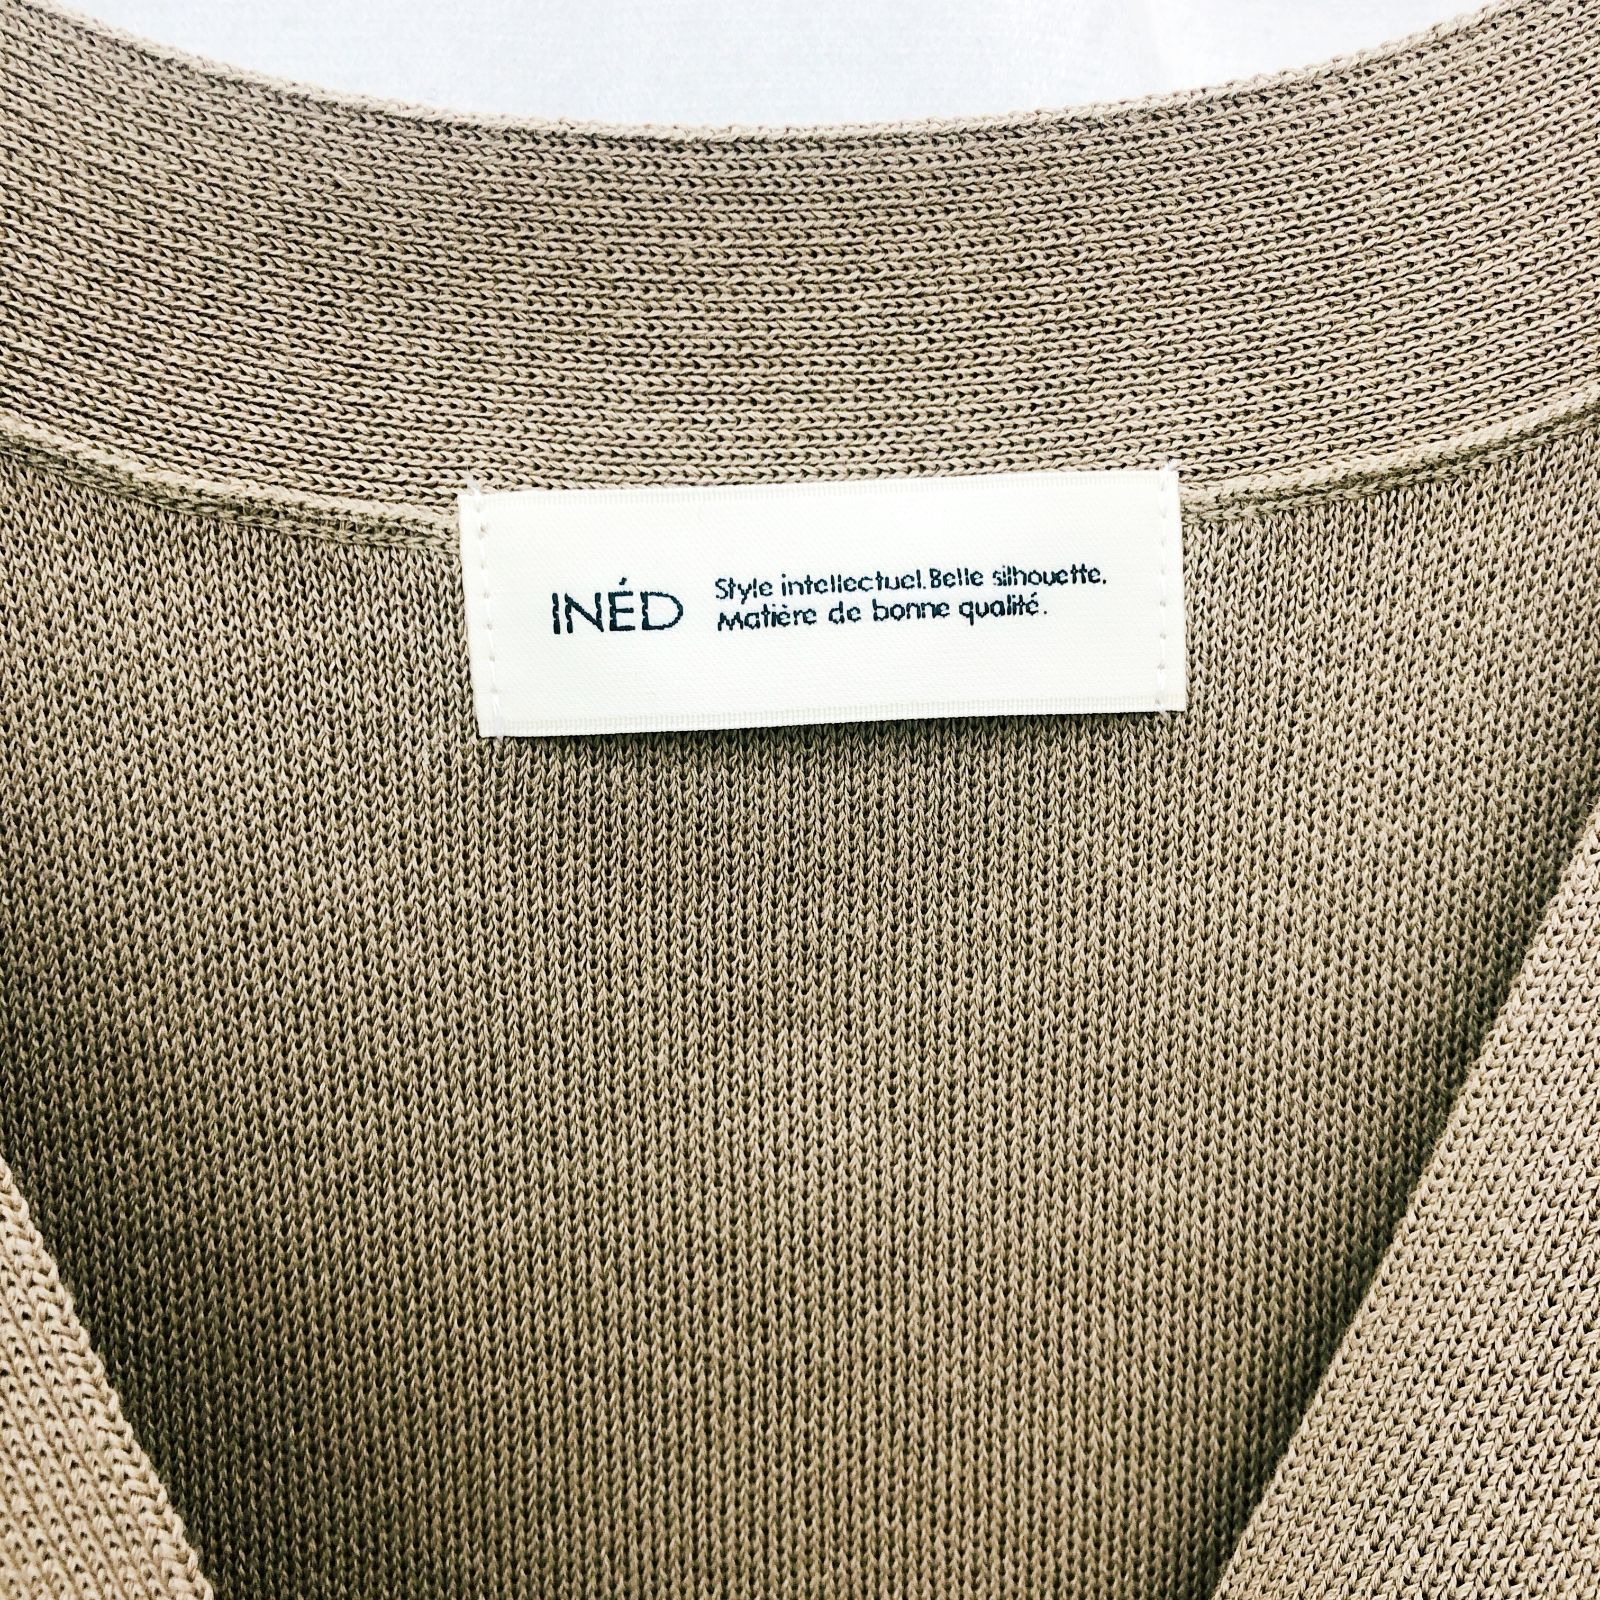 INÉD
Style intellectuel. Belle silhouette.
Matière de bonne qualité.